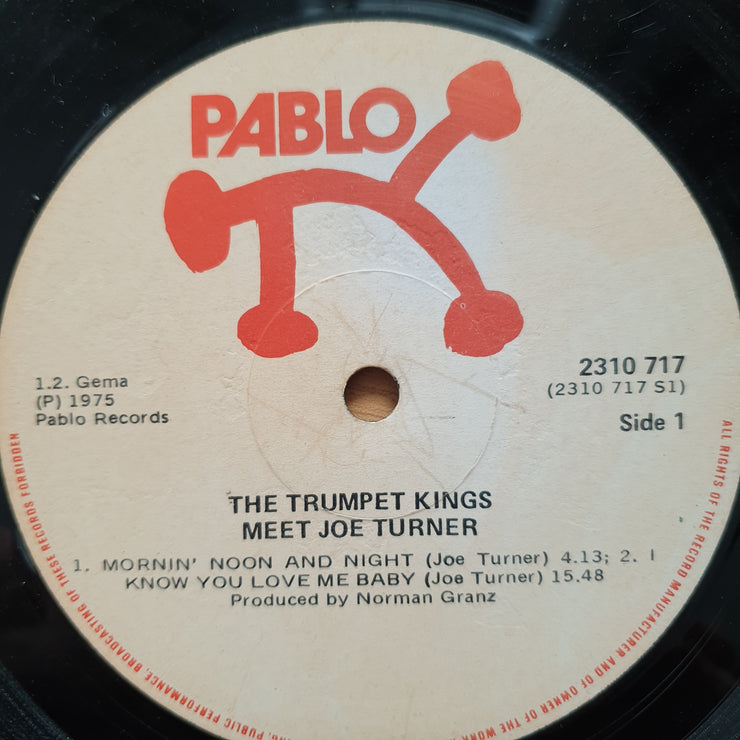 PABLO
1.2. Gema
(P) 1975
Pablo Records
2310 717
(2310 717 S1)
Side 1
THE TRUMPET KINGS
MEET JOE TURNER
1. MORNIN' NOON AND NIGHT (Joe Turner) 4.13; 2. I
KNOW YOU LOVE ME BABY (Joe Turner) 15.48
Produced by Norman Granz
ALL RIGHTS OF THE RECORD MANUFACTURER AND OF OWNER OF THE WORK
PUBLIC PERFORMANCE, BROADCASTING OF THESE RECORDS FORBIDDEN